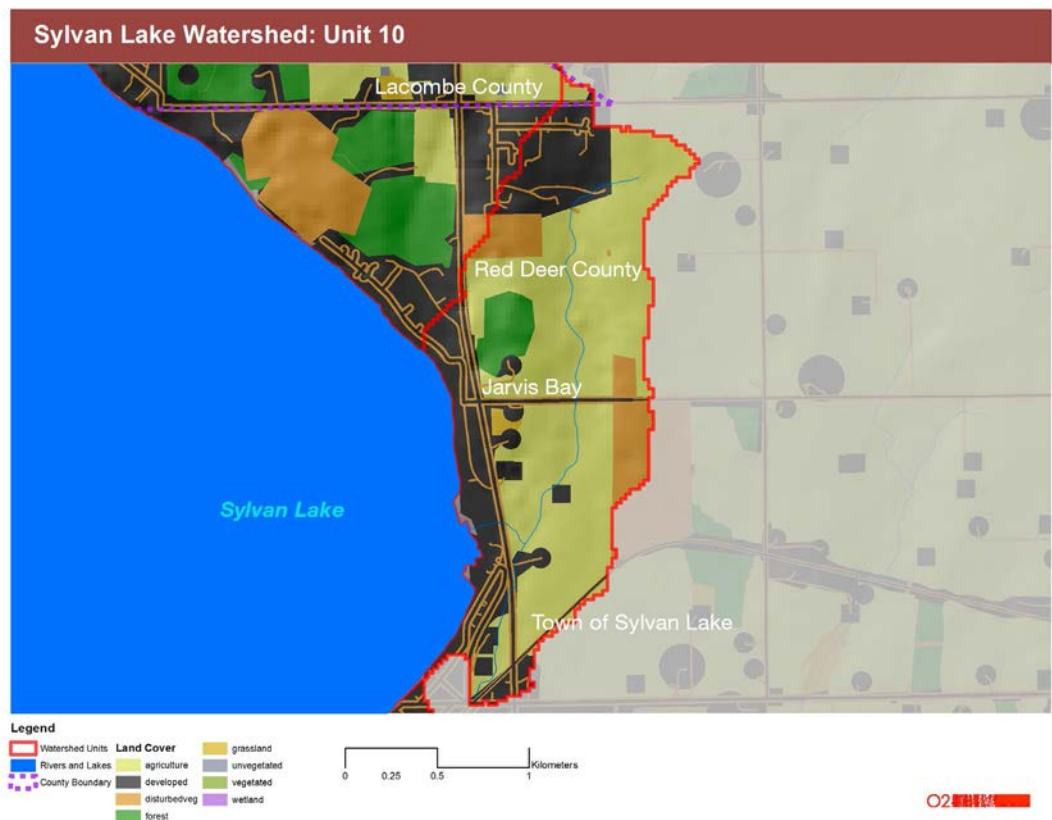 Sylvan Lake Watershed: Unit 10
Lacombe County
Red Deer County
Jarvis Bay
Sylvan Lake
Town of Sylvan Lake
Legend
Watershed Units
Rivers and Lakes
County Boundary
Land Cover
agriculture
developed
disturbedveg
forest
grassland
unvegetated
vegetated
wetland
0 0.25 0.5 1 Kilometers
O2